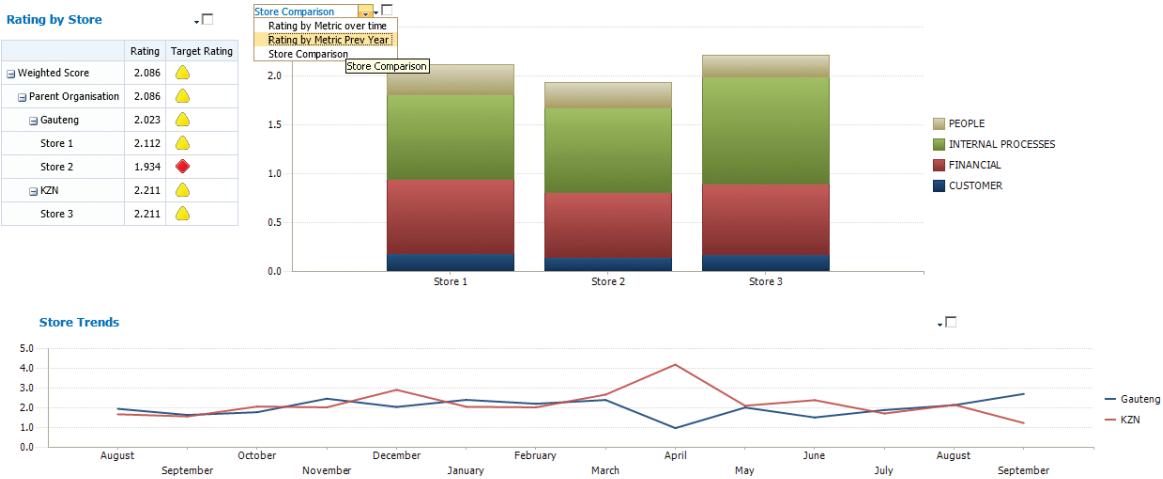 Rating by Store
Rating Target Rating
Weighted Score 2.086
Parent Organisation 2.086
Gauteng 2.023
Store 1 2.112
Store 2 1.934
KZN 2.211
Store 3 2.211
Store Comparison
Rating by Metric over time
Rating by Metric Prev Year
Store Comparison
Store Comparison
2.0
1.5
1.0
0.5
0.0
Store 1 Store 2 Store 3
PEOPLE
INTERNAL PROCESSES
FINANCIAL
CUSTOMER
Store Trends
5.0
4.0
3.0
2.0
1.0
0.0
August September October November December January February March April May June July August September
Gauteng
KZN